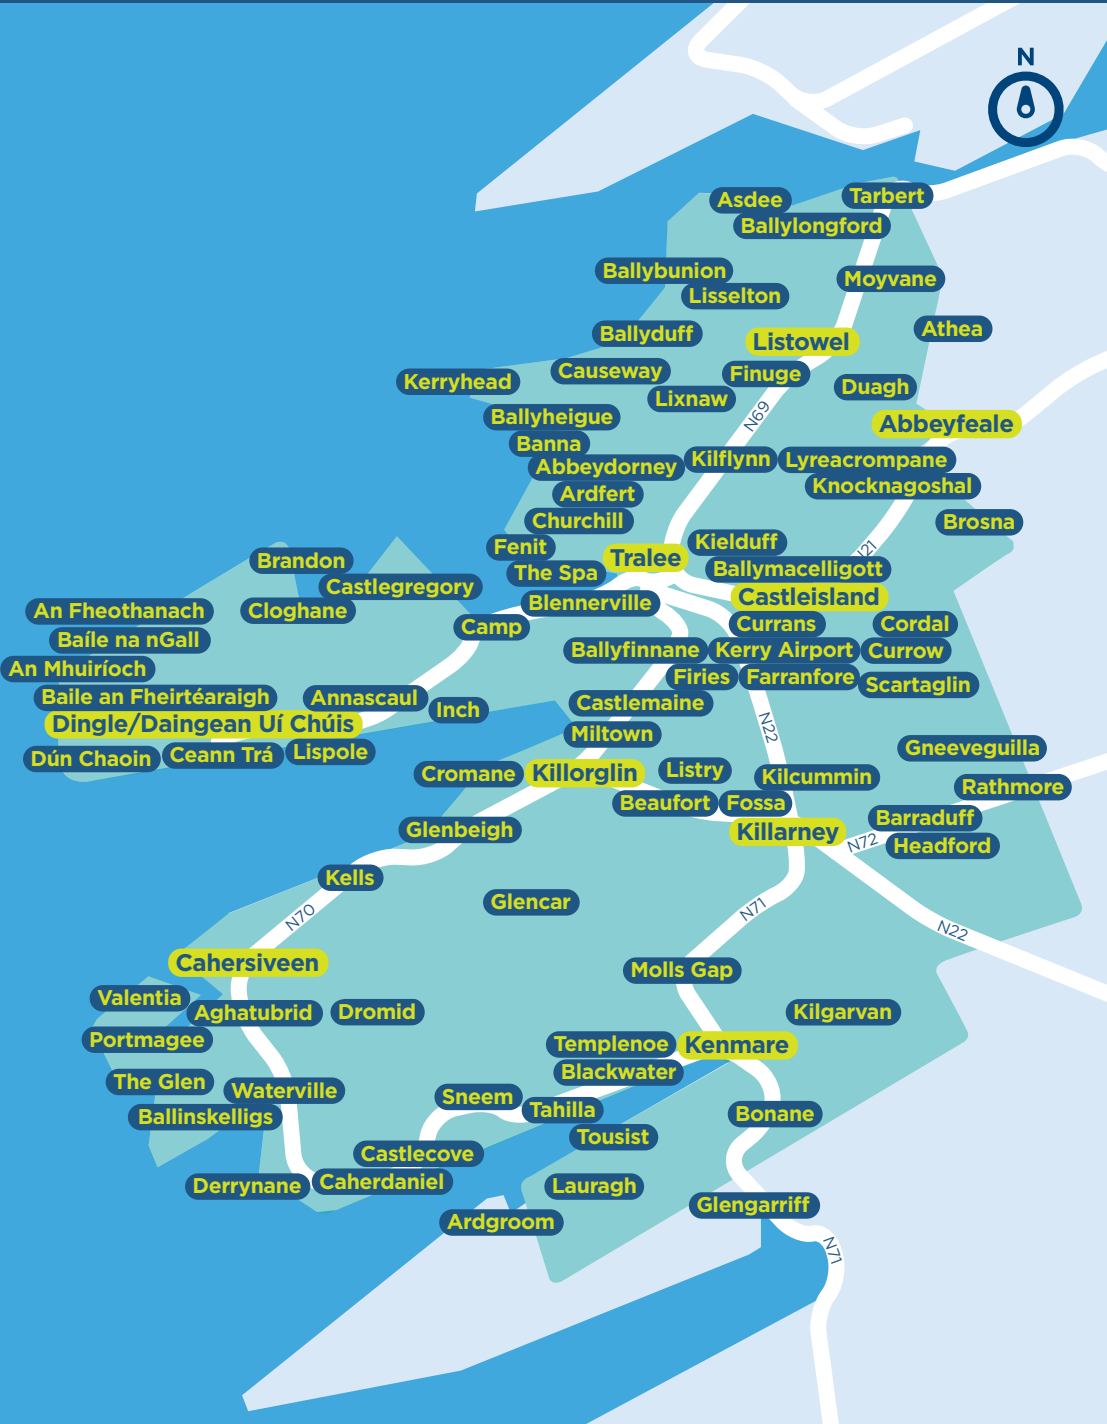 N
Asdee
Tarbert
Ballylongford
Ballybunion
Moyvane
Lisselton
Athea
Ballyduff
Listowel
Causeway
Finuge
Kerryhead
Duagh
Lixnaw
N69
Ballyheigue
Abbeyfeale
Banna
Abbeydorney
Kilflynn
Lyreacrompane
Ardfert
Knocknagoshal
Churchill
Brosna
Fenit
Kielduff
N21
Brandon
Tralee
The Spa
Ballymacelligott
Castlegregory
Castleisland
An Fheothanach
Cloghane
Blennerville
Camp
Currans
Cordal
Baíle na nGall
Ballyfinnane
Kerry Airport
Currow
An Mhuiríoch
Firies
Farranfore
Scartaglin
Baile an Fheirtéaraigh
Annascaul
Inch
Castlemaine
Dingle/Daingean Uí Chúis
N22
Miltown
Dún Chaoin
Ceann Trá
Lispole
Gneeveguilla
Cromane
Killorglin
Listry
Kilcummin
Rathmore
Beaufort
Fossa
Glenbeigh
Killarney
Barraduff
N72
Headford
Kells
Glencar
N70
N71
N22
Cahersiveen
Molls Gap
Valentia
Aghatubrid
Dromid
Kilgarvan
Portmagee
Templenoe
Kenmare
The Glen
Waterville
Blackwater
Sneem
Tahilla
Bonane
Ballinskelligs
Tousist
Castlecove
Derrynane
Caherdaniel
Lauragh
Ardgroom
Glengarriff
N71